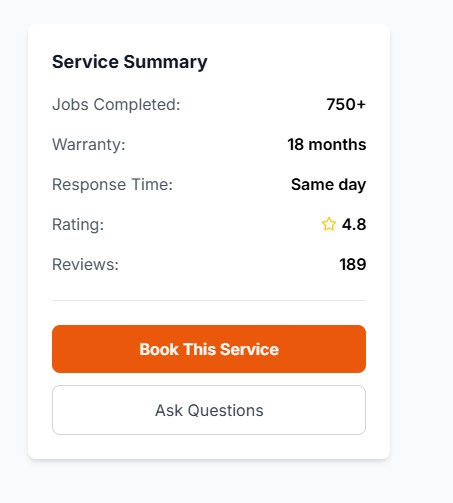 Service Summary
Jobs Completed: 750+
Warranty: 18 months
Response Time: Same day
Rating: 4.8
Reviews: 189
Book This Service
Ask Questions